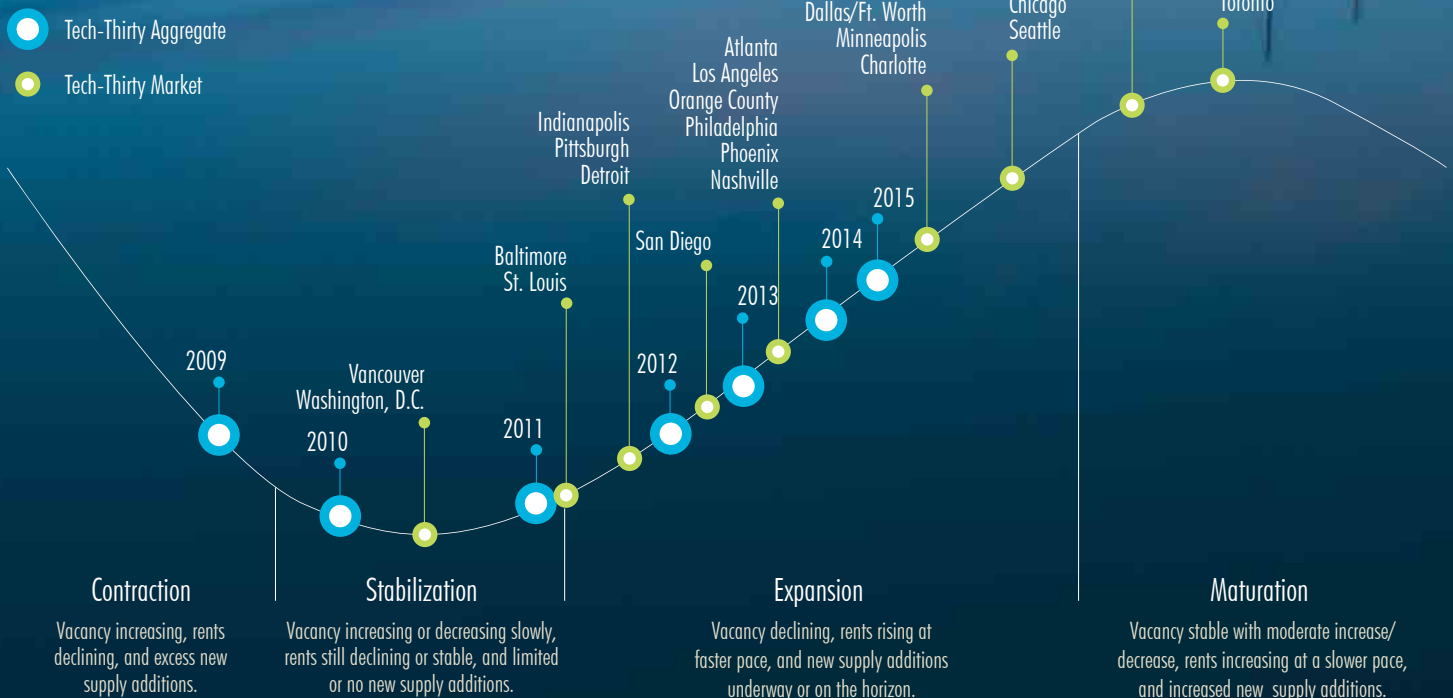 Tech-Thirty Aggregate
Tech-Thirty Market
Dallas/Ft. Worth
Minneapolis
Charlotte
Chicago
Seattle
Toronto
Atlanta
Los Angeles
Orange County
Philadelphia
Phoenix
Nashville
Indianapolis
Pittsburgh
Detroit
2015
2014
San Diego
Baltimore
St. Louis
2013
2012
2009
Vancouver
Washington, D.C.
2010
2011
Contraction
Vacancy increasing, rents
declining, and excess new
supply additions.
Stabilization
Vacancy increasing or decreasing slowly,
rents still declining or stable, and limited
or no new supply additions.
Expansion
Vacancy declining, rents rising at
faster pace, and new supply additions
underway or on the horizon.
Maturation
Vacancy stable with moderate increase/
decrease, rents increasing at a slower pace,
and increased new supply additions.